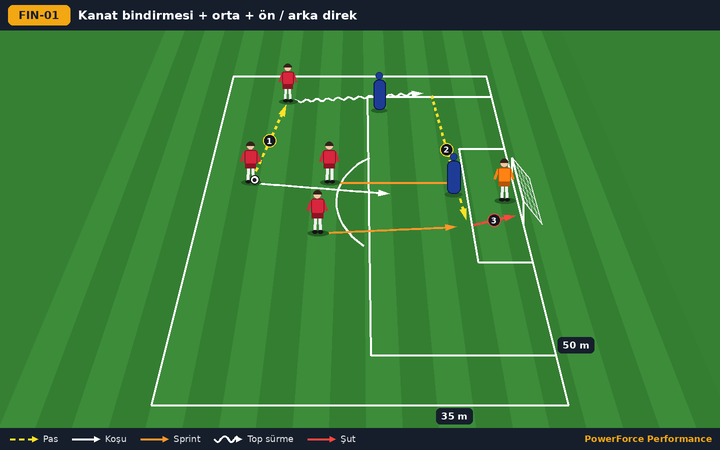 FIN-01 Kanat bindirmesi + orta + ön / arka direk
1
2
3
50 m
35 m
Pas Koşu Sprint Top sürme Şut PowerForce Performance